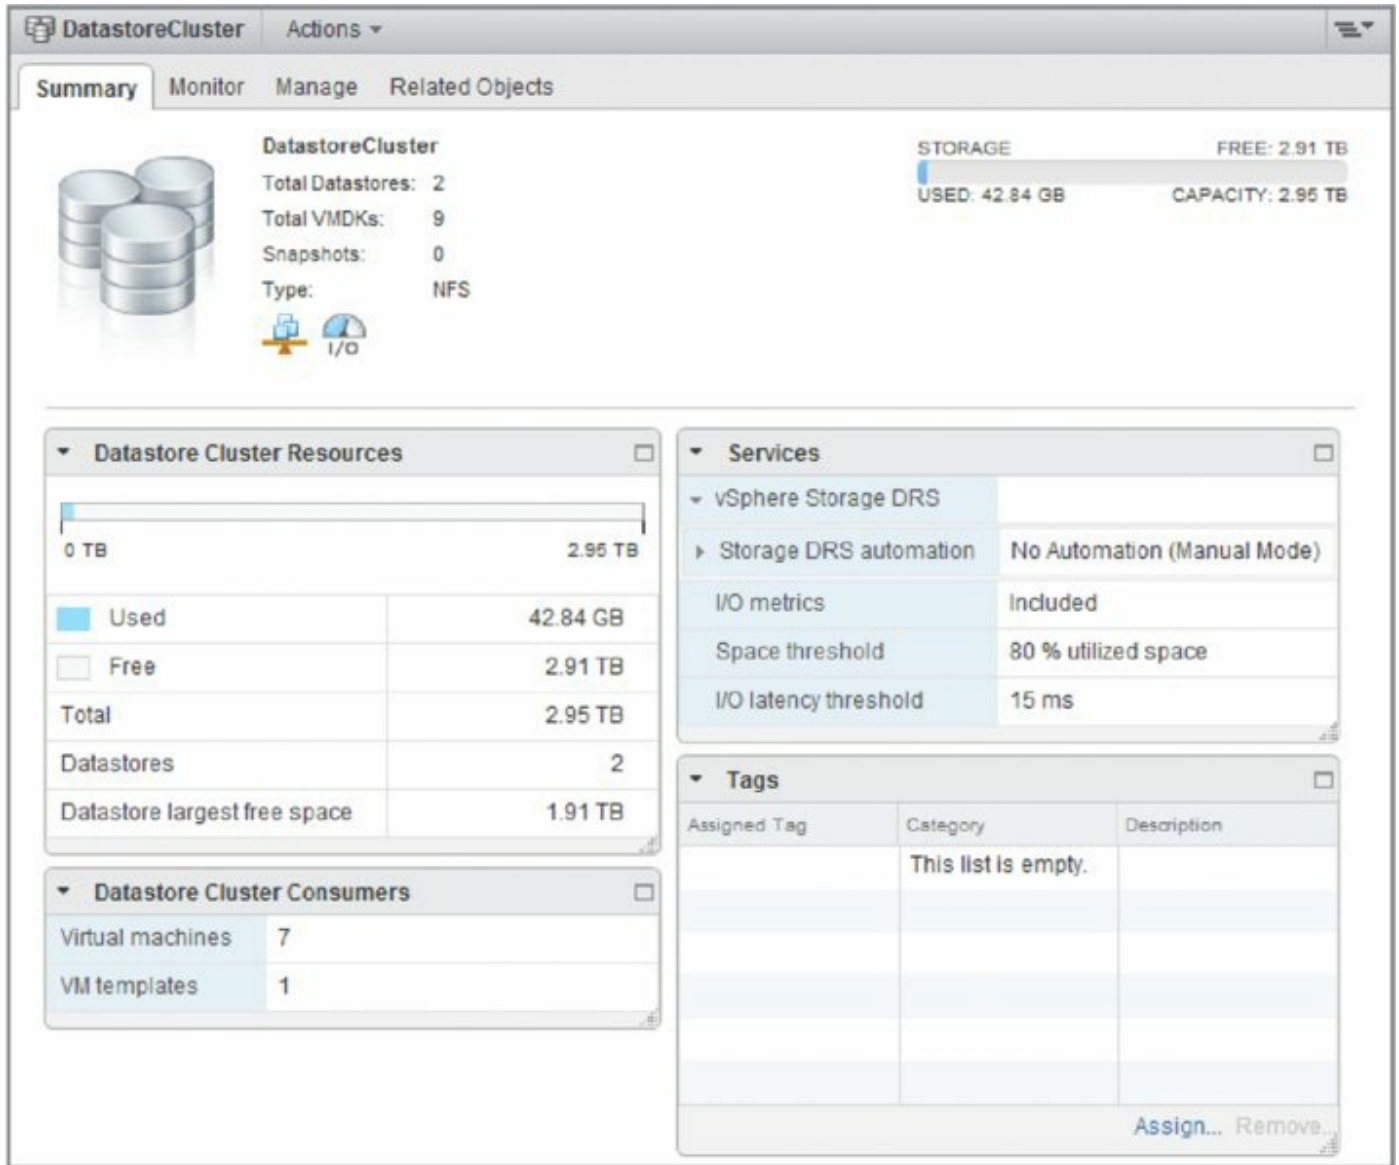 DatastoreCluster Actions
Summary Monitor Manage Related Objects
DatastoreCluster
Total Datastores: 2
Total VMDKs: 9
Snapshots: 0
Type: NFS
I/O
STORAGE FREE: 2.91 TB
USED: 42.84 GB CAPACITY: 2.95 TB
Datastore Cluster Resources
0 TB 2.95 TB
Used 42.84 GB
Free 2.91 TB
Total 2.95 TB
Datastores 2
Datastore largest free space 1.91 TB
Datastore Cluster Consumers
Virtual machines 7
VM templates 1
Services
vSphere Storage DRS
Storage DRS automation No Automation (Manual Mode)
I/O metrics Included
Space threshold 80 % utilized space
I/O latency threshold 15 ms
Tags
Assigned Tag Category Description
This list is empty.
Assign... Remove...